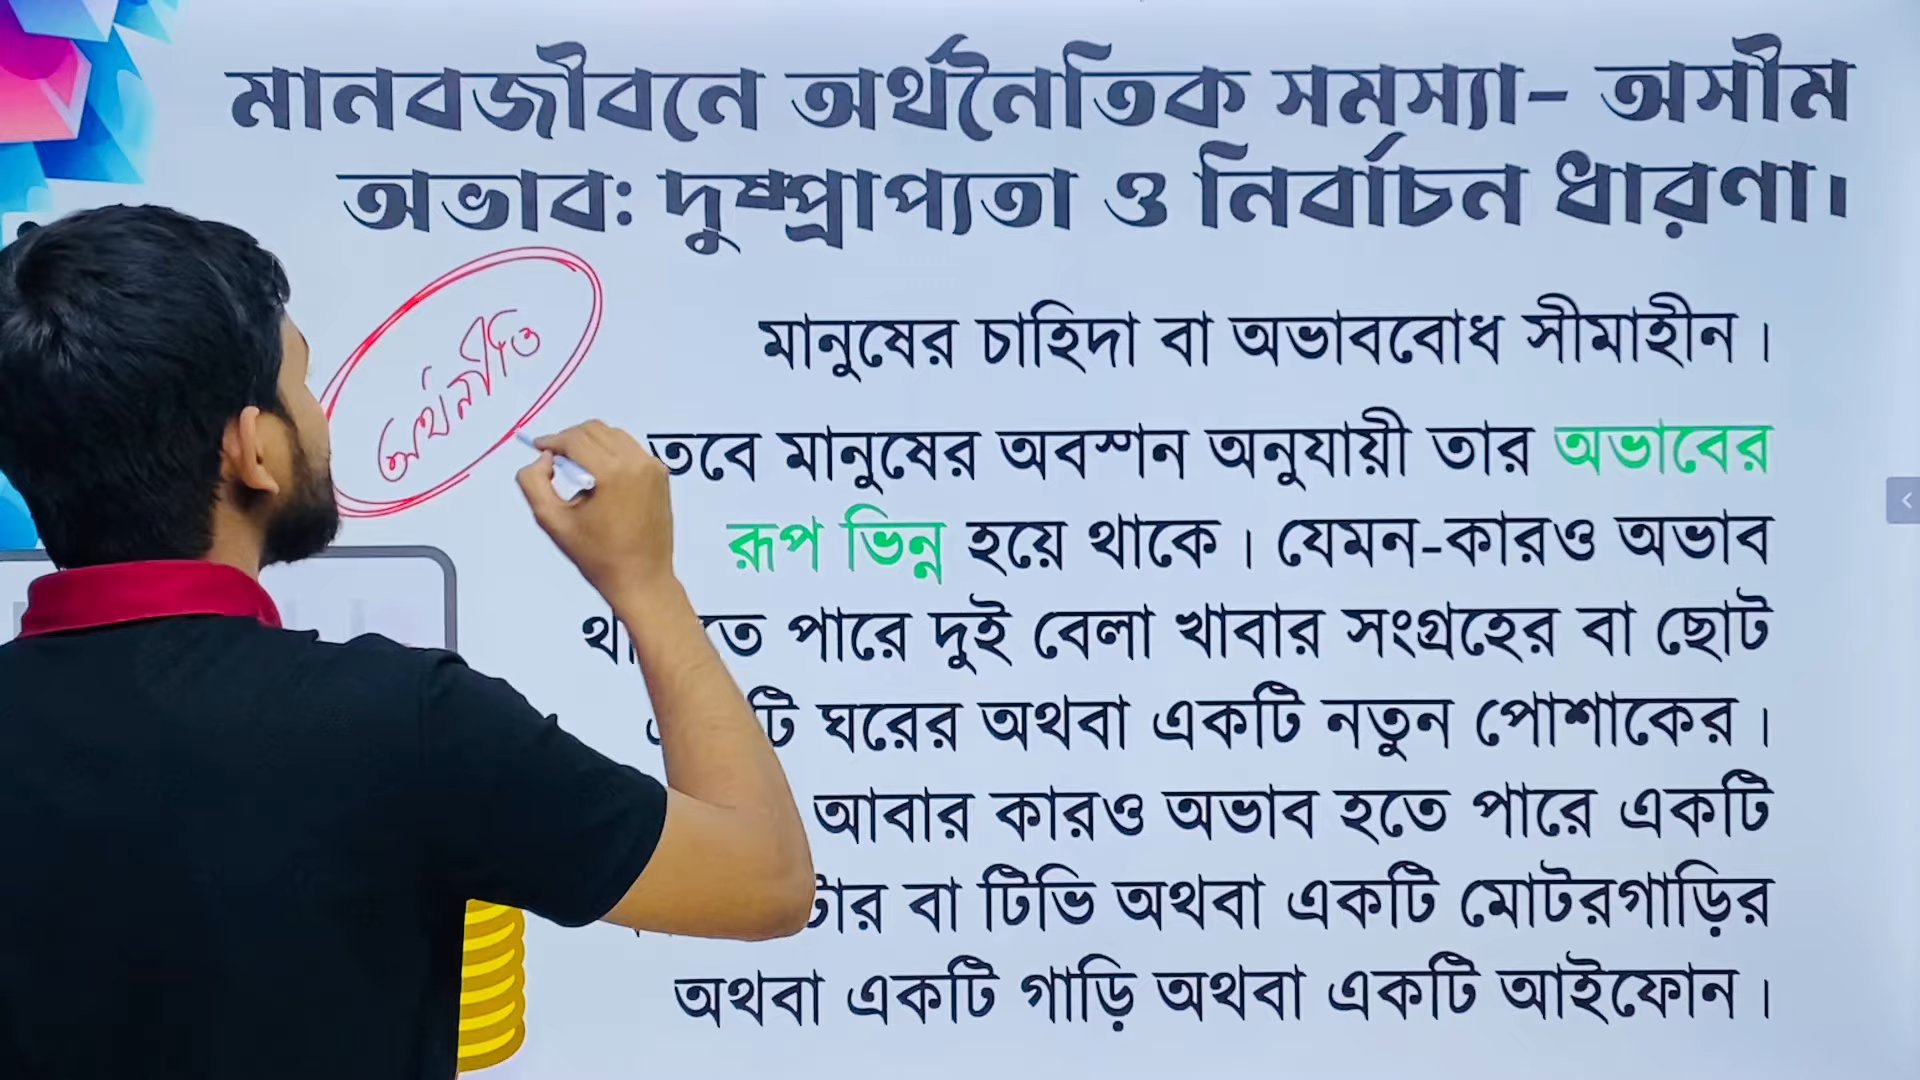 মানবজীবনে অর্থনৈতিক সমস্যা- অসীম
অভাব: দুষ্প্রাপ্যতা ও নির্বাচন ধারণা।
অর্থনীতি
মানুষের চাহিদা বা অভাববোধ সীমাহীন।
তবে মানুষের অবস্পান অনুযায়ী তার অভাবের
রূপ ভিন্ন হয়ে থাকে। যেমন-কারও অভাব
পারে দুই বেলা খাবার সংগ্রহের বা ছোট
ঘরের অথবা একটি নতুন পোশাকের।
আবার কারও অভাব হতে পারে একটি
বা টিভি অথবা একটি মোটরগাড়ির
অথবা একটি গাড়ি অথবা একটি আইফোন।